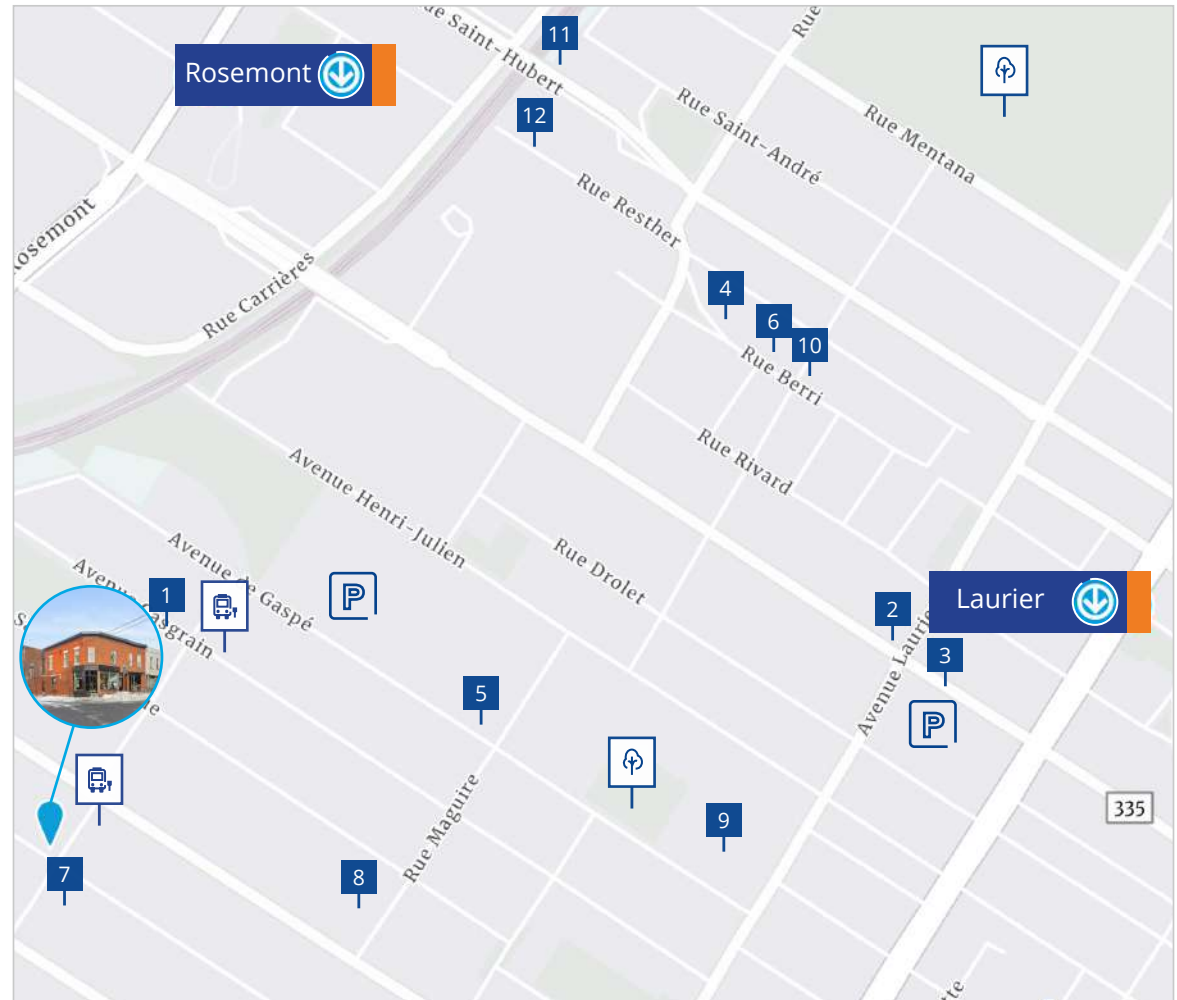 11
Rue Saint-Hubert
Rue
Rosemont
12
Rue Saint-André
Rue Mentana
Rue Resther
Rosemont
Rue Carrières
4
6
10
Rue Berri
Rue Rivard
Avenue Henri-Julien
Avenue de Gaspé
Rue Drolet
Avenue Casgrain
1
P
2
Laurier
Avenue Laurier
3
5
P
335
Rue Maguire
9
7
8